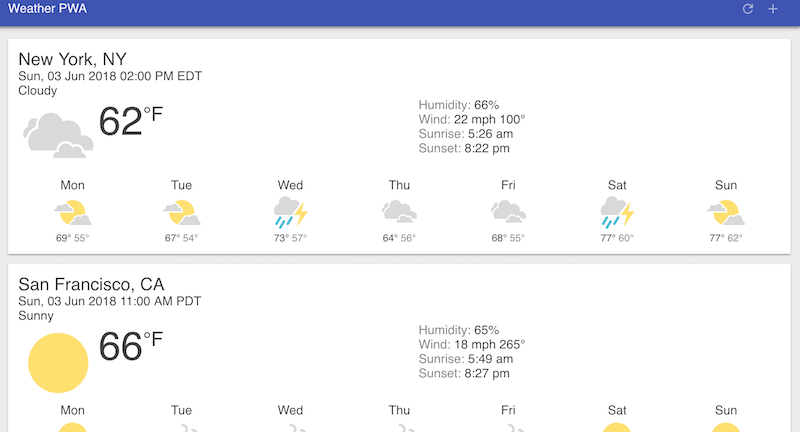 Weather PWA
New York, NY
Sun, 03 Jun 2018 02:00 PM EDT
Cloudy
62°F
Humidity: 66%
Wind: 22 mph 100°
Sunrise: 5:26 am
Sunset: 8:22 pm
Mon Tue Wed Thu Fri Sat Sun
69° 55° 67° 54° 73° 57° 64° 56° 68° 55° 77° 60° 77° 62°
San Francisco, CA
Sun, 03 Jun 2018 11:00 AM PDT
Sunny
66°F
Humidity: 65%
Wind: 18 mph 265°
Sunrise: 5:49 am
Sunset: 8:27 pm
Mon Tue Wed Thu Fri Sat Sun